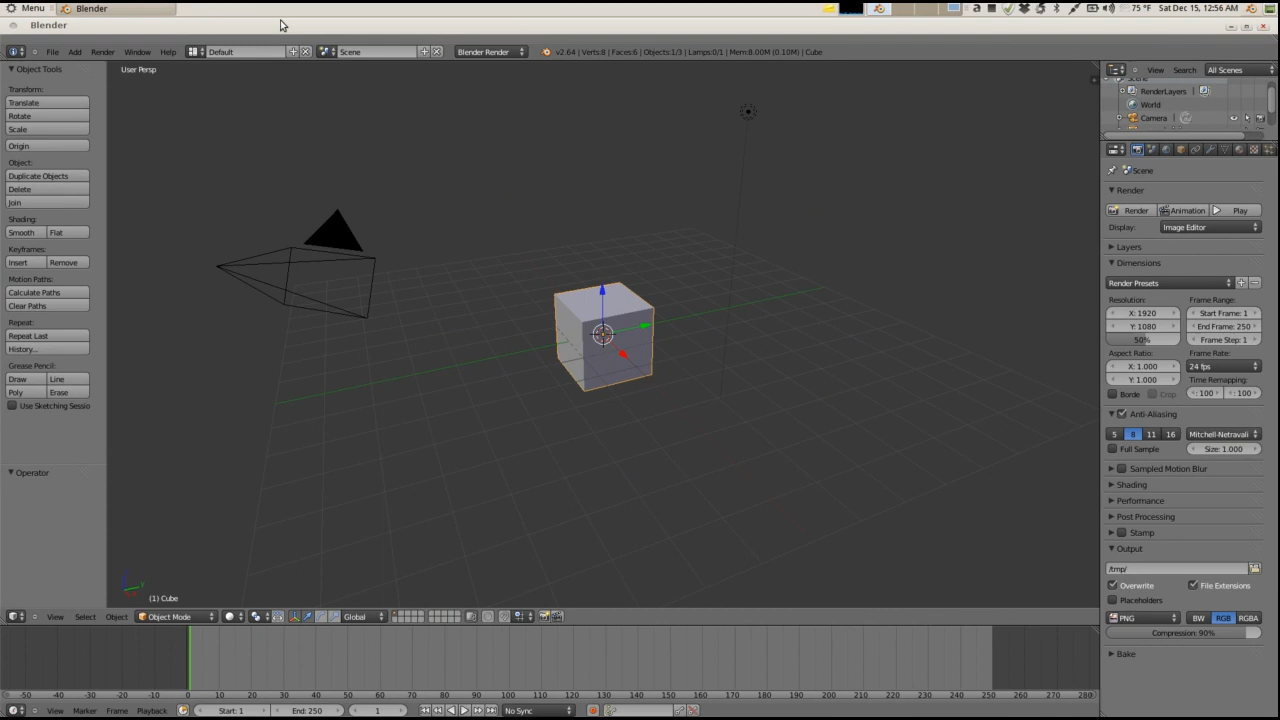 Menu Blender 75 °F Sat Dec 15, 12:56 AM
Blender
File Add Render Window Help Default Scene Blender Render v2.64 | Verts:8 | Faces:6 | Objects:1/3 | Lamps:0/1 | Mem:8.00M (0.10M) | Cube
Object Tools
Transform:
Translate
Rotate
Scale
Origin
Object:
Duplicate Objects
Delete
Join
Shading:
Smooth Flat
Keyframes:
Insert Remove
Motion Paths:
Calculate Paths
Clear Paths
Repeat:
Repeat Last
History...
Grease Pencil:
Draw Line
Poly Erase
Use Sketching Sessio
Operator
User Persp
(1) Cube
View Select Object Object Mode Global
View Search All Scenes
RenderLayers
World
Camera
Scene
Render
Render Animation Play
Display: Image Editor
Layers
Dimensions
Render Presets
Resolution: Frame Range:
X: 1920 Start Frame: 1
Y: 1080 End Frame: 250
50% Frame Step: 1
Aspect Ratio: Frame Rate:
X: 1.000 24 fps
Y: 1.000 Time Remapping:
Borde Crop : 100 : 100
Anti-Aliasing
5 8 11 16 Mitchell-Netravali
Full Sample Size: 1.000
Sampled Motion Blur
Shading
Performance
Post Processing
Stamp
Output
/tmp/
Overwrite File Extensions
Placeholders
PNG BW RGB RGBA
Compression: 90%
Bake
-50 -40 -30 -20 -10 0 10 20 30 40 50 60 70 80 90 100 110 120 130 140 150 160 170 180 190 200 210 220 230 240 250 260 270 280
View Marker Frame Playback Start: 1 End: 250 1 No Sync